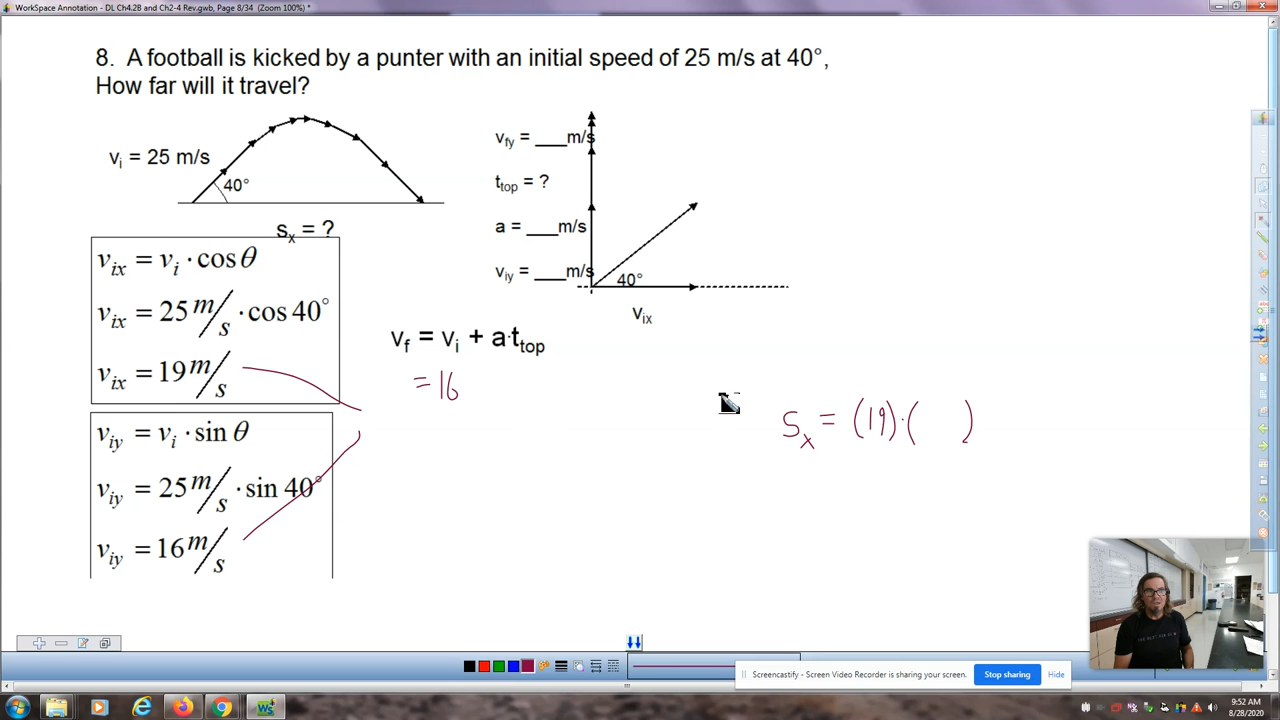 WorkSpace Annotation - DL Ch4.2B and Ch2-4 Rev.gwb, Page 8/34 (Zoom 100%) *
8. A football is kicked by a punter with an initial speed of 25 m/s at 40°,
How far will it travel?
vi = 25 m/s
40°
sx = ?
vfy = ___m/s
ttop = ?
a = ___m/s
viy = ___m/s
40°
vix
vix = vi · cos θ
vix = 25 m/s · cos 40°
vix = 19 m/s
viy = vi · sin θ
viy = 25 m/s · sin 40°
viy = 16 m/s
vf = vi + a·ttop
= 16
Sx = (19)·( )
Screencastify - Screen Video Recorder is sharing your screen.
Stop sharing
Hide
9:52 AM
8/28/2020